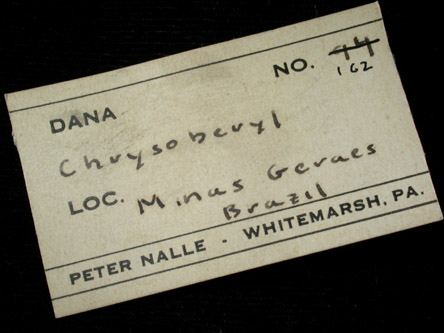 DANA NO. 44
162
Chrysoberyl
LOC. Minas Geraes
Brazil
PETER NALLE . WHITEMARSH, PA.